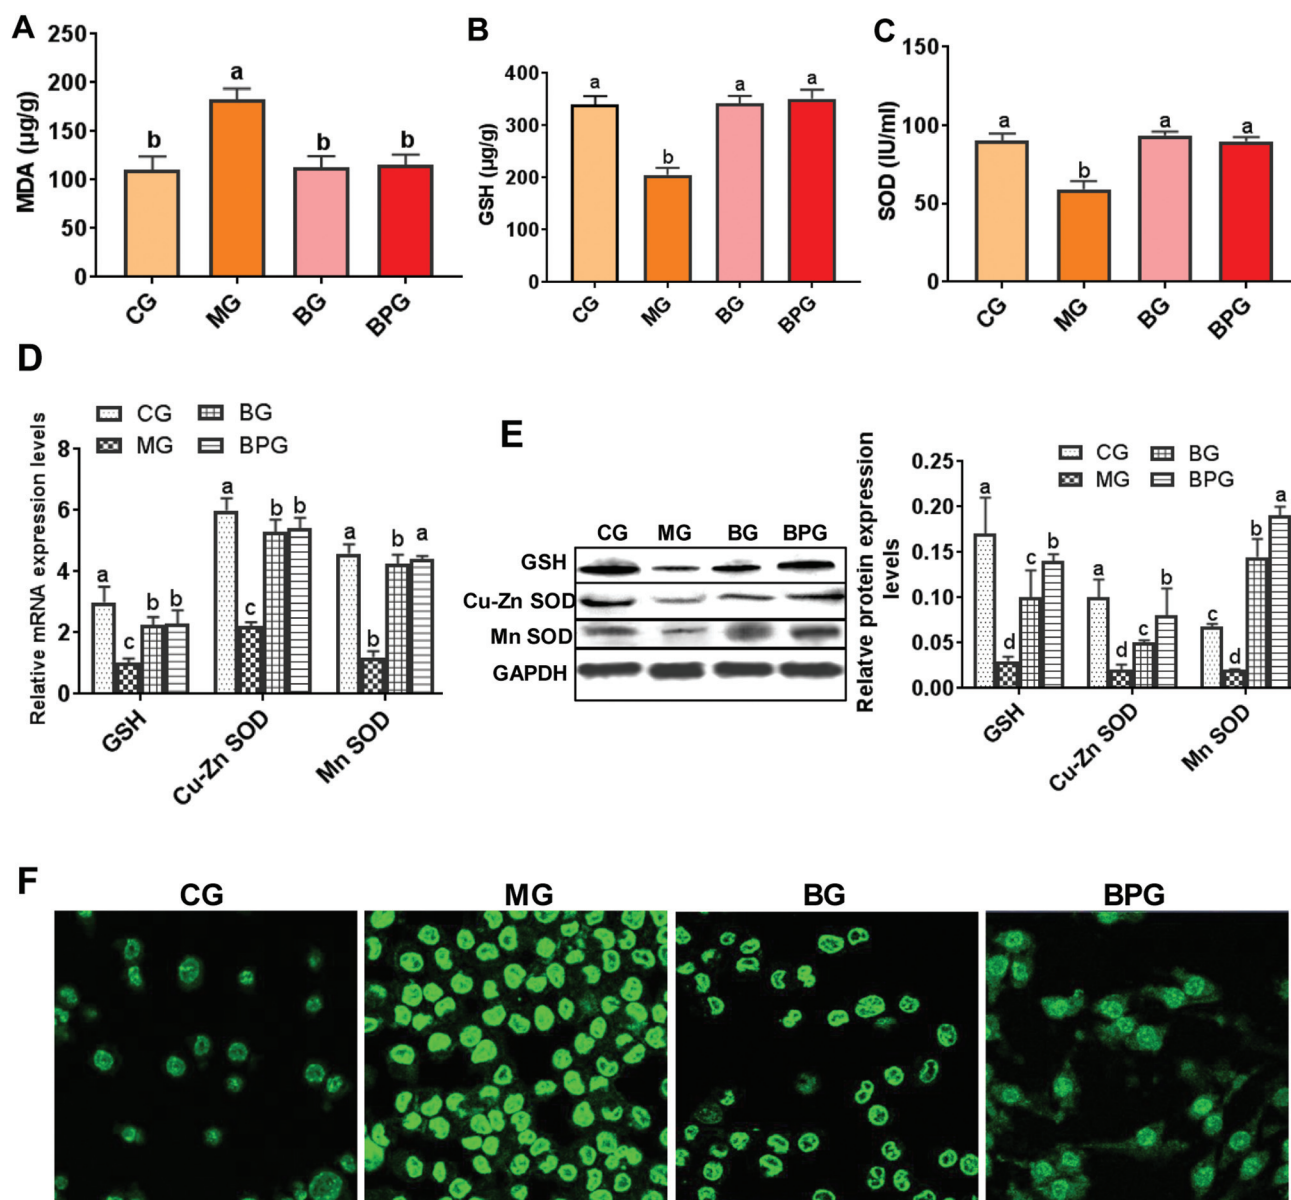 A
MDA (µg/g)
250
200
150
100
50
0
b
a
b
b
CG
MG
BG
BPG
B
GSH (µg/g)
400
300
200
100
0
a
b
a
a
CG
MG
BG
BPG
C
SOD (IU/ml)
150
100
50
0
a
b
a
a
CG
MG
BG
BPG
D
CG
BG
MG
BPG
Relative mRNA expression levels
8
6
4
2
0
a
c
b
b
a
c
b
b
a
b
b
a
GSH
Cu-Zn SOD
Mn SOD
E
CG MG BG BPG
GSH
Cu-Zn SOD
Mn SOD
GAPDH
Relative protein expression
levels
CG
BG
MG
BPG
0.25
0.20
0.15
0.10
0.05
0.00
a
d
c
b
a
d
c
b
c
d
b
a
GSH
Cu-Zn SOD
Mn SOD
F
CG MG BG BPG